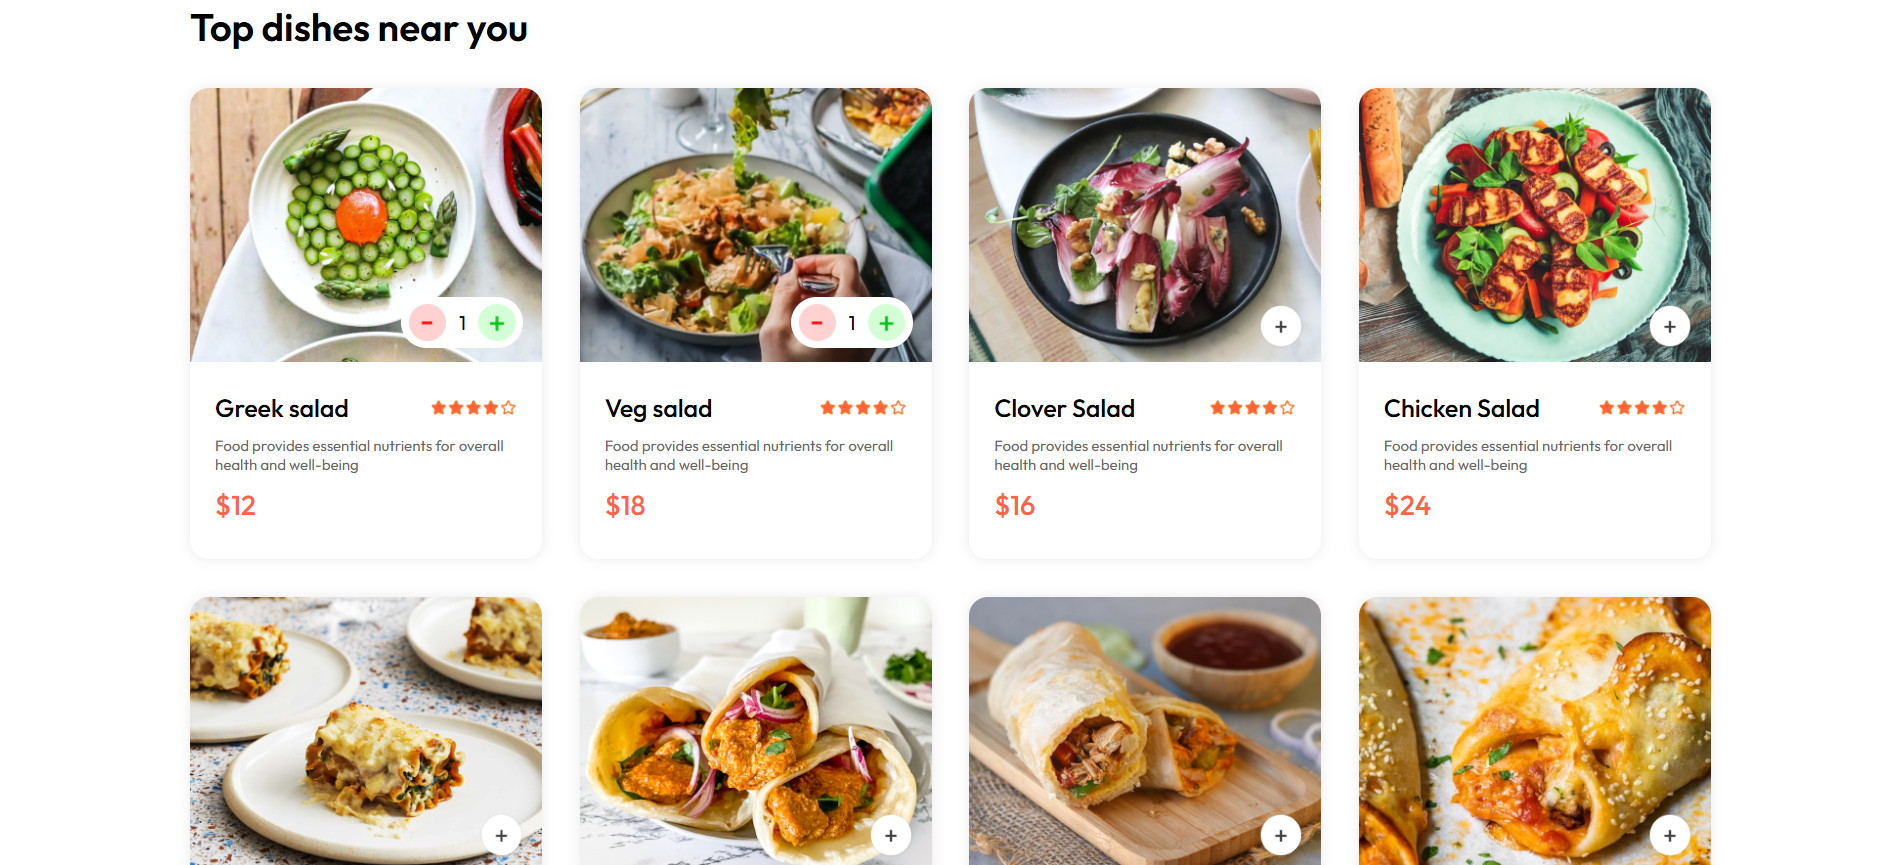 Top dishes near you
- 1 +
- 1 +
+
+
Greek salad
Food provides essential nutrients for overall
health and well-being
$12
Veg salad
Food provides essential nutrients for overall
health and well-being
$18
Clover Salad
Food provides essential nutrients for overall
health and well-being
$16
Chicken Salad
Food provides essential nutrients for overall
health and well-being
$24
+
+
+
+